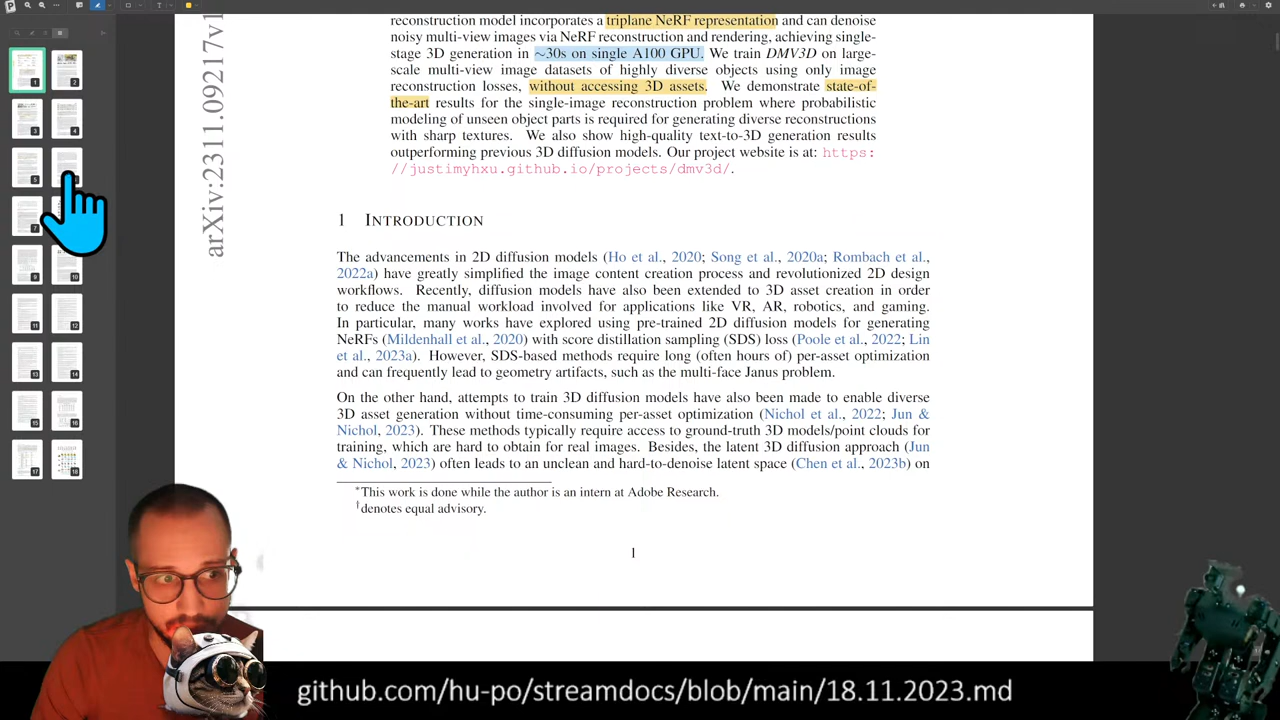 reconstruction model incorporates a triplane NeRF representation and can denoise
noisy multi-view images via NeRF reconstruction and rendering, achieving single-
stage 3D generation in ∼30s on single A100 GPU. We train DMV3D on large-
scale multi-view image datasets of highly diverse objects using only image
reconstruction losses, without accessing 3D assets. We demonstrate state-of-
the-art results for the single-image reconstruction problem where probabilistic
modeling of unseen object parts is required for generating diverse reconstructions
with sharp textures. We also show high-quality text-to-3D generation results
outperforming previous 3D diffusion models. Our project website is at: https:
//justimyhxu.github.io/projects/dmv3d/.
arXiv:2311.09217v1
1 INTRODUCTION
The advancements in 2D diffusion models (Ho et al., 2020; Song et al., 2020a; Rombach et al.,
2022a) have greatly simplified the image content creation process and revolutionized 2D design
workflows. Recently, diffusion models have also been extended to 3D asset creation in order
to reduce the manual workload involved for applications like VR, AR, robotics, and gaming.
In particular, many works have explored using pre-trained 2D diffusion models for generating
NeRFs (Mildenhall et al., 2020) with score distillation sampling (SDS) loss (Poole et al., 2022; Lin
et al., 2023a). However, SDS-based methods require long (often hours of) per-asset optimization
and can frequently lead to geometry artifacts, such as the multi-face Janus problem.
On the other hand, attempts to train 3D diffusion models have also been made to enable diverse
3D asset generation without time-consuming per-asset optimization (Nichol et al., 2022; Jun &
Nichol, 2023). These methods typically require access to ground-truth 3D models/point clouds for
training, which are hard to obtain for real images. Besides, the latent 3D diffusion approach (Jun
& Nichol, 2023) often leads to an unclean and hard-to-denoise latent space (Chen et al., 2023b) on
*This work is done while the author is an intern at Adobe Research.
†denotes equal advisory.
1
1 2
3 4
5
7
9 10
11 12
13 14
15 16
17 18
github.com/hu-po/streamdocs/blob/main/18.11.2023.md